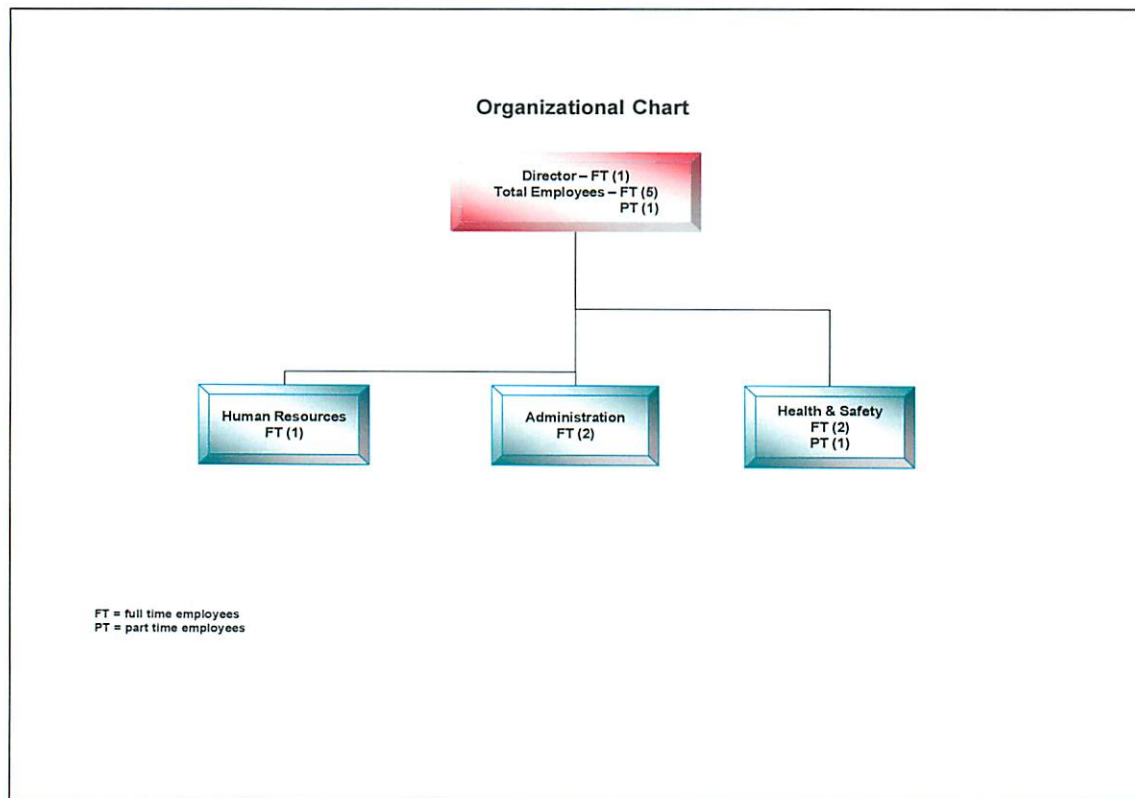 Organizational Chart
Director – FT (1)
Total Employees – FT (5)
PT (1)
Human Resources
FT (1)
Administration
FT (2)
Health & Safety
FT (2)
PT (1)
FT = full time employees
PT = part time employees